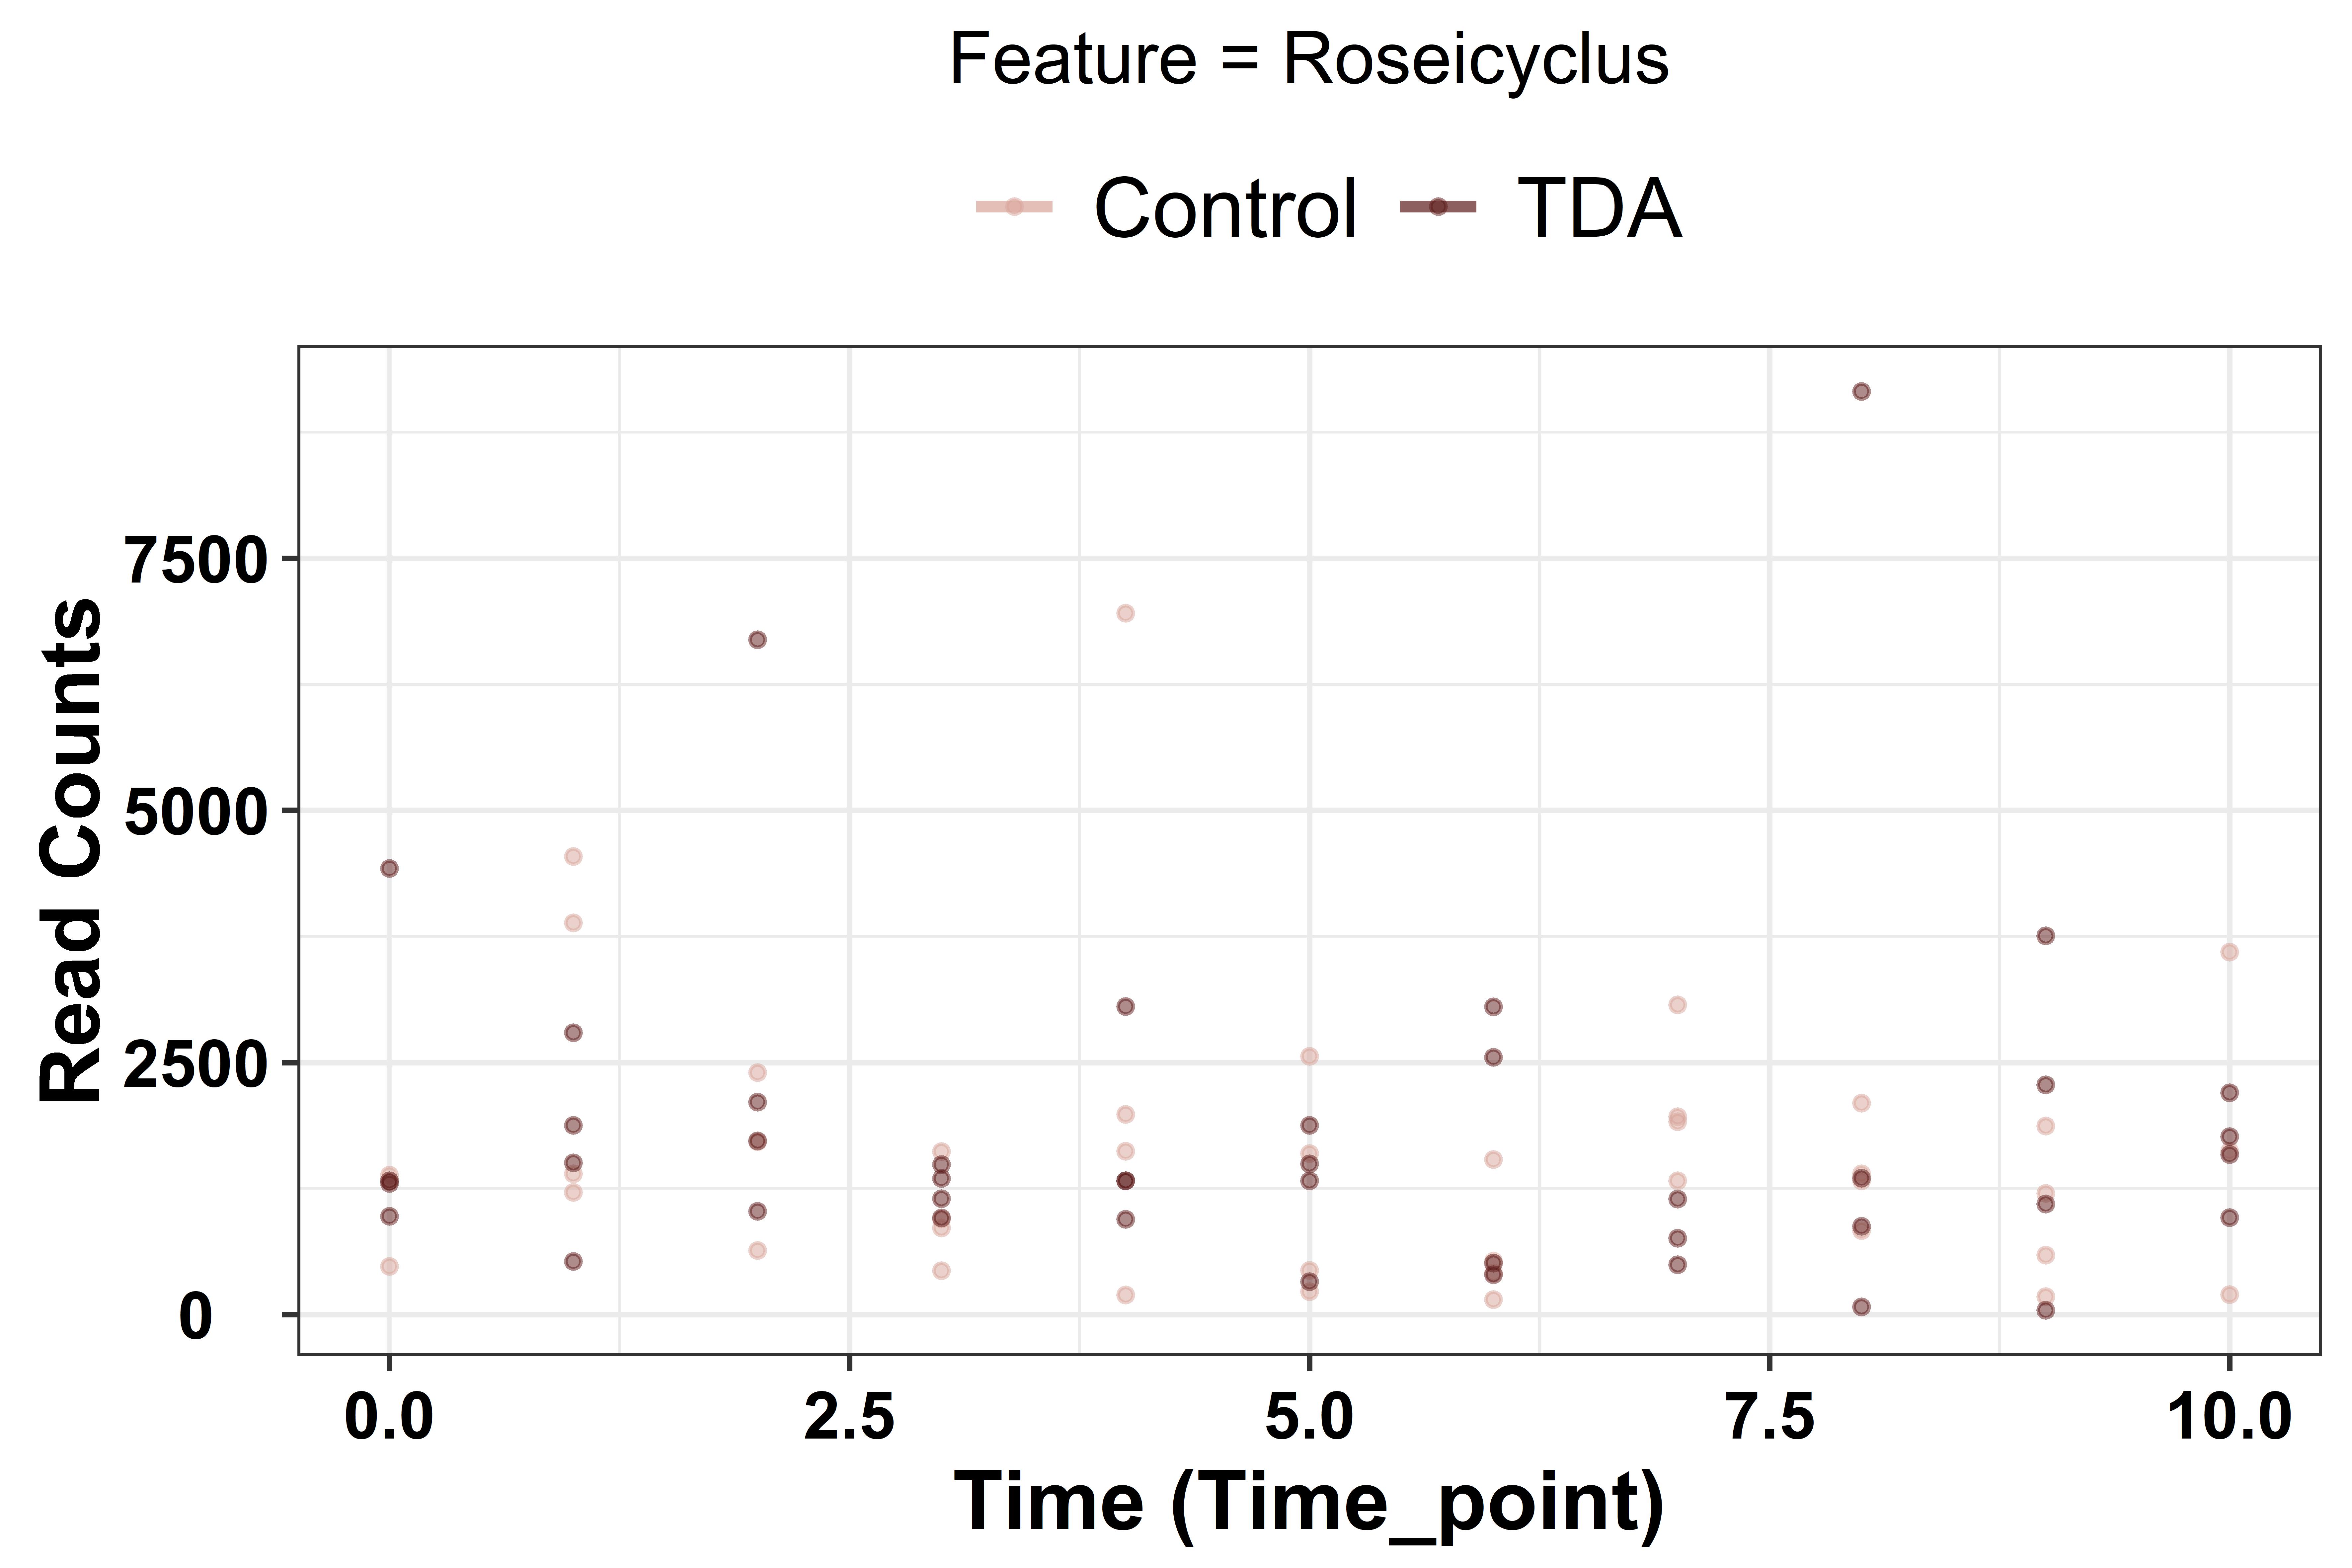 Feature = Roseicyclus
Control TDA
Read Counts
7500
5000
2500
0
0.0 2.5 5.0 7.5 10.0
Time (Time_point)